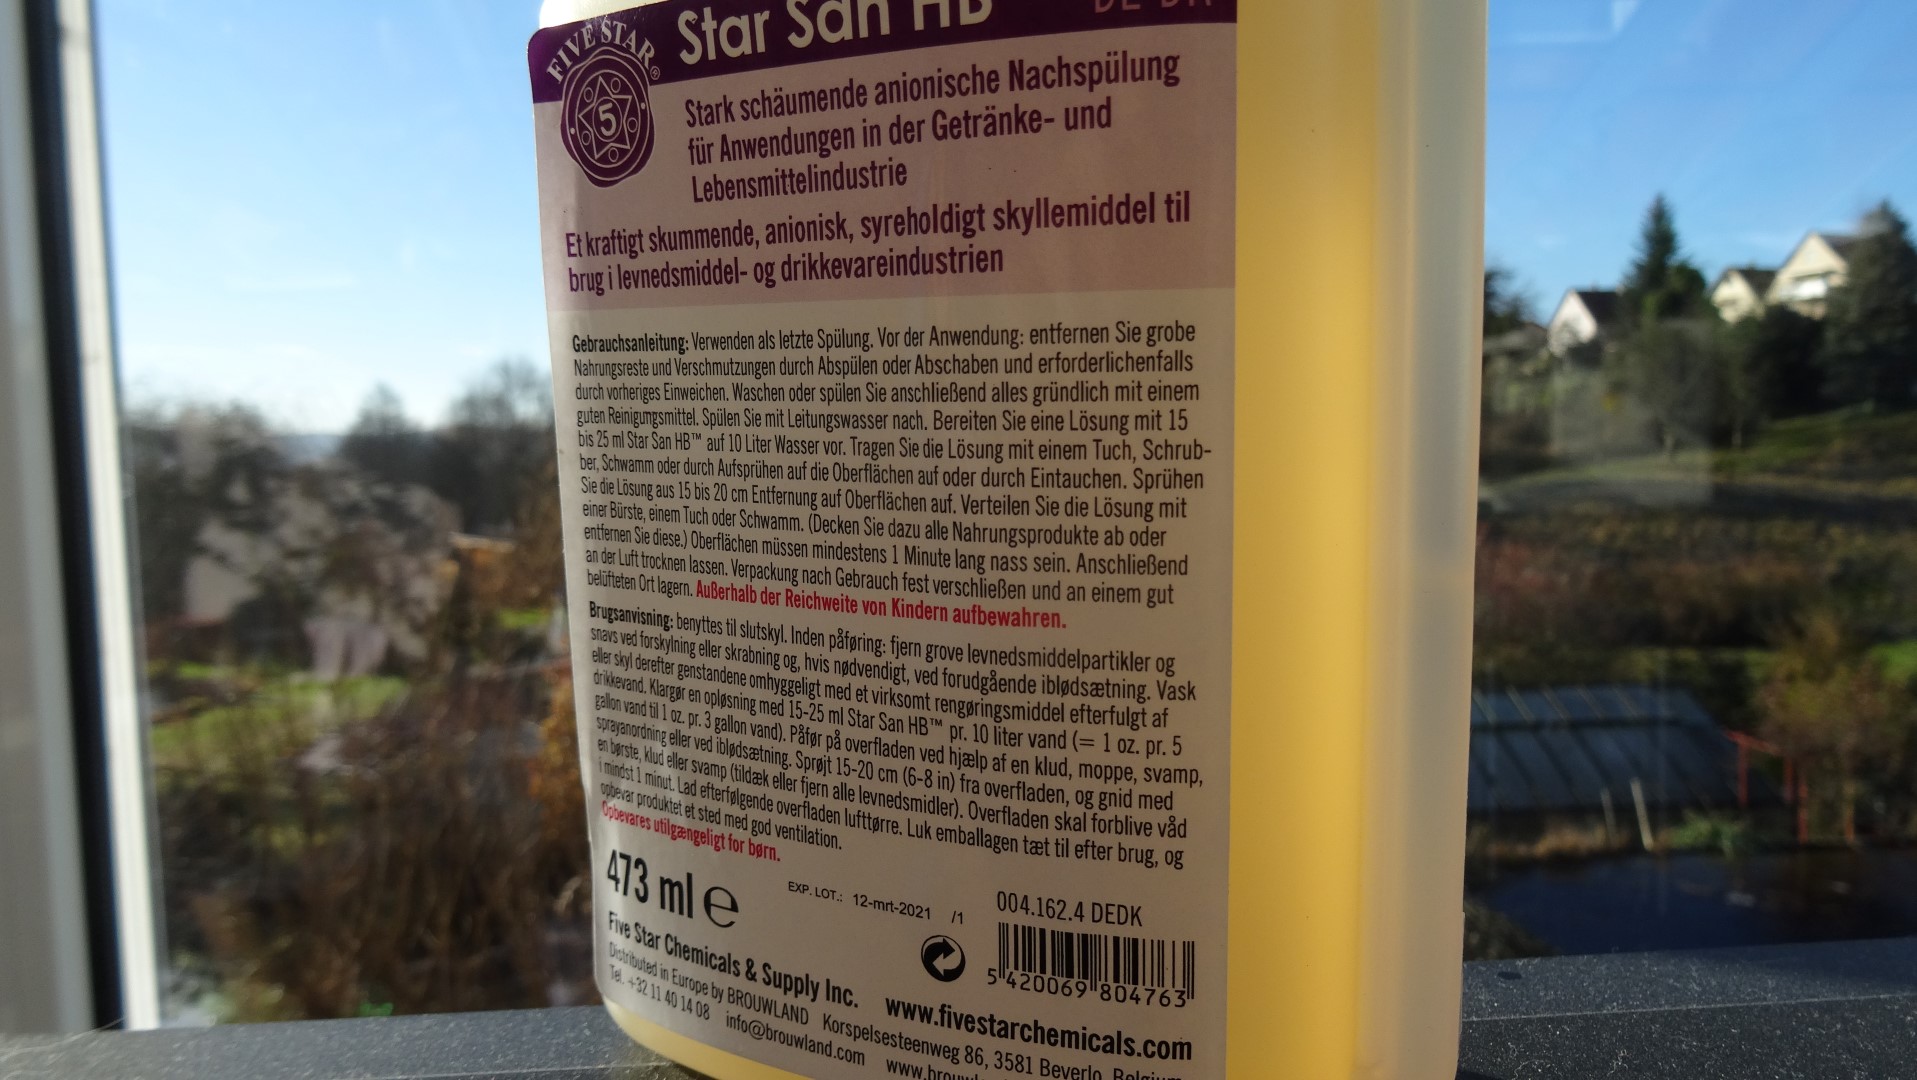 Star San HB
DE DK
FIVE STAR®
5
Stark schäumende anionische Nachspülung
für Anwendungen in der Getränke- und
Lebensmittelindustrie
Et kraftigt skummende, anionisk, syreholdigt skyllemiddel til
brug i levnedsmiddel- og drikkevareindustrien
Gebrauchsanleitung: Verwenden als letzte Spülung. Vor der Anwendung: entfernen Sie grobe
Nahrungsreste und Verschmutzungen durch Abspülen oder Abschaben und erforderlichenfalls
durch vorheriges Einweichen. Waschen oder spülen Sie anschließend alles gründlich mit einem
guten Reinigungsmittel. Spülen Sie mit Leitungswasser nach. Bereiten Sie eine Lösung mit 15
bis 25 ml Star San HB™ auf 10 Liter Wasser vor. Tragen Sie die Lösung mit einem Tuch, Schrub-
ber, Schwamm oder durch Aufsprühen auf die Oberflächen auf oder durch Eintauchen. Sprühen
Sie die Lösung aus 15 bis 20 cm Entfernung auf Oberflächen auf. Verteilen Sie die Lösung mit
einer Bürste, einem Tuch oder Schwamm. (Decken Sie dazu alle Nahrungsprodukte ab oder
entfernen Sie diese.) Oberflächen müssen mindestens 1 Minute lang nass sein. Anschließend
an der Luft trocknen lassen. Verpackung nach Gebrauch fest verschließen und an einem gut
belüfteten Ort lagern. Außerhalb der Reichweite von Kindern aufbewahren.
Brugsanvisning: benyttes til slutskyl. Inden påføring: fjern grove levnedsmiddelpartikler og
snavs ved forskylning eller skrabning og, hvis nødvendigt, ved forudgående iblødsætning. Vask
eller skyl derefter genstandene omhyggeligt med et virksomt rengøringsmiddel efterfulgt af
drikkevand. Klargør en opløsning med 15-25 ml Star San HB™ pr. 10 liter vand (= 1 oz. pr. 5
gallon vand til 1 oz. pr. 3 gallon vand). Påfør på overfladen ved hjælp af en klud, moppe, svamp,
sprayanordning eller ved iblødsætning. Sprøjt 15-20 cm (6-8 in) fra overfladen, og gnid med
en børste, klud eller svamp (tildæk eller fjern alle levnedsmidler). Overfladen skal forblive våd
i mindst 1 minut. Lad efterfølgende overfladen lufttørre. Luk emballagen tæt til efter brug, og
opbevar produktet et sted med god ventilation.
Opbevares utilgængeligt for børn.
473 ml e
EXP. LOT.: 12-mrt-2021 /1
004.162.4 DEDK
5 420069 804763
Five Star Chemicals & Supply Inc. www.fivestarchemicals.com
Distributed in Europe by BROUWLAND Korspelsesteenweg 86, 3581 Beverlo, Belgium
Tel. +32 11 40 14 08 info@brouwland.com